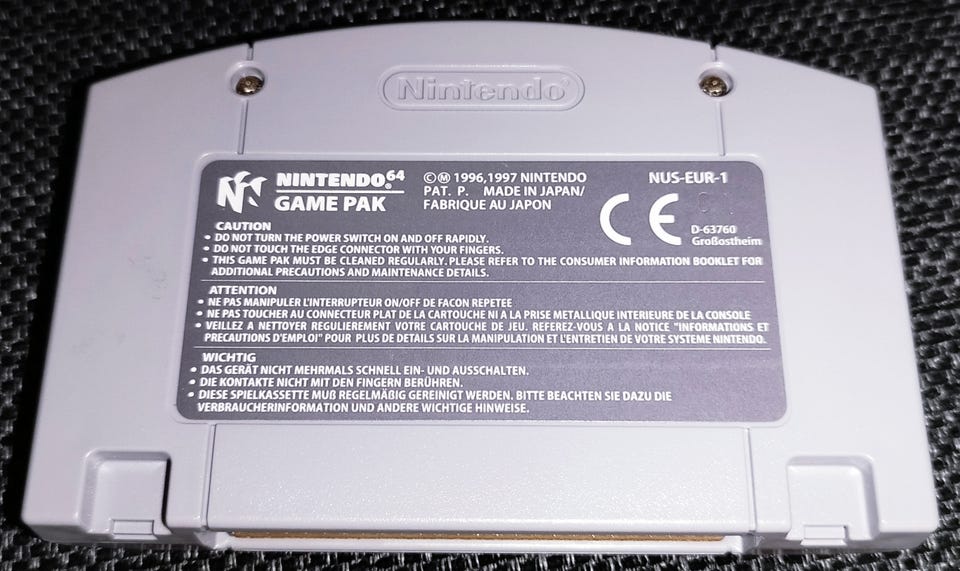 Nintendo®
NINTENDO®64
GAME PAK
©Ⓜ 1996,1997 NINTENDO
PAT. P. MADE IN JAPAN/
FABRIQUE AU JAPON
NUS-EUR-1
CE
D-63760
Großostheim
CAUTION
• DO NOT TURN THE POWER SWITCH ON AND OFF RAPIDLY.
• DO NOT TOUCH THE EDGE CONNECTOR WITH YOUR FINGERS.
• THIS GAME PAK MUST BE CLEANED REGULARLY. PLEASE REFER TO THE CONSUMER INFORMATION BOOKLET FOR
ADDITIONAL PRECAUTIONS AND MAINTENANCE DETAILS.
ATTENTION
• NE PAS MANIPULER L'INTERRUPTEUR ON/OFF DE FACON REPETEE
• NE PAS TOUCHER AU CONNECTEUR PLAT DE LA CARTOUCHE NI A LA PRISE METALLIQUE INTERIEURE DE LA CONSOLE
• VEILLEZ A NETTOYER REGULIEREMENT VOTRE CARTOUCHE DE JEU. REFEREZ-VOUS A LA NOTICE "INFORMATIONS ET
PRECAUTIONS D'EMPLOI" POUR PLUS DE DETAILS SUR LA MANIPULATION ET L'ENTRETIEN DE VOTRE SYSTEME NINTENDO.
WICHTIG
• DAS GERÄT NICHT MEHRMALS SCHNELL EIN- UND AUSSCHALTEN.
• DIE KONTAKTE NICHT MIT DEN FINGERN BERÜHREN.
• DIESE SPIELKASSETTE MUß REGELMÄßIG GEREINIGT WERDEN. BITTE BEACHTEN SIE DAZU DIE
VERBRAUCHERINFORMATION UND ANDERE WICHTIGE HINWEISE.